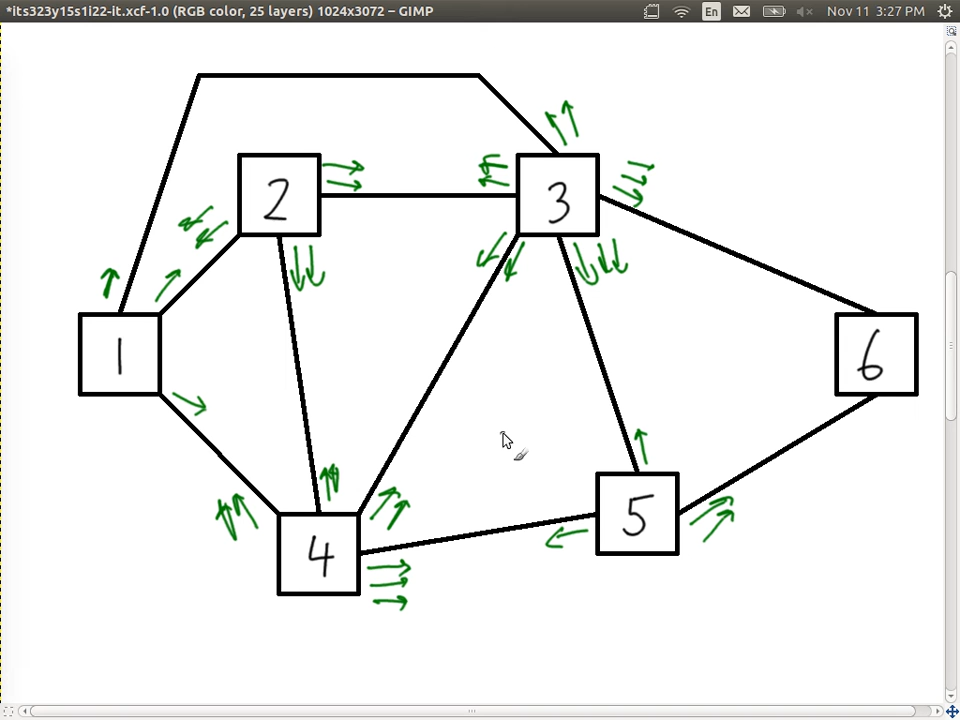 *its323y15s1i22-it.xcf-1.0 (RGB color, 25 layers) 1024x3072 – GIMP
En
Nov 11 3:27 PM
2
3
1
6
4
5